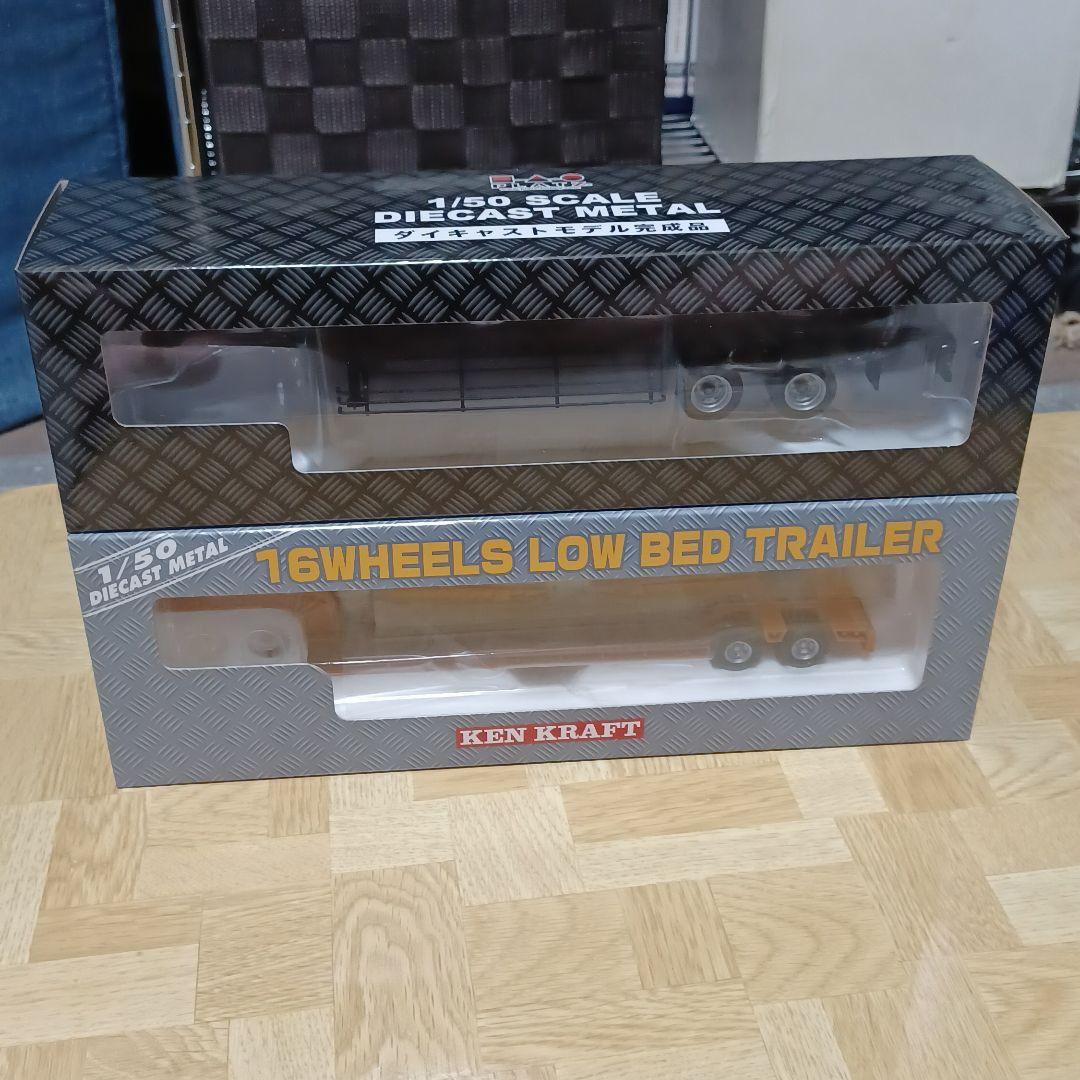 PLATZ
1/50 SCALE
DIECAST METAL
ダイキャストモデル完成品
1/50
DIECAST METAL
16WHEELS LOW BED TRAILER
KEN KRAFT